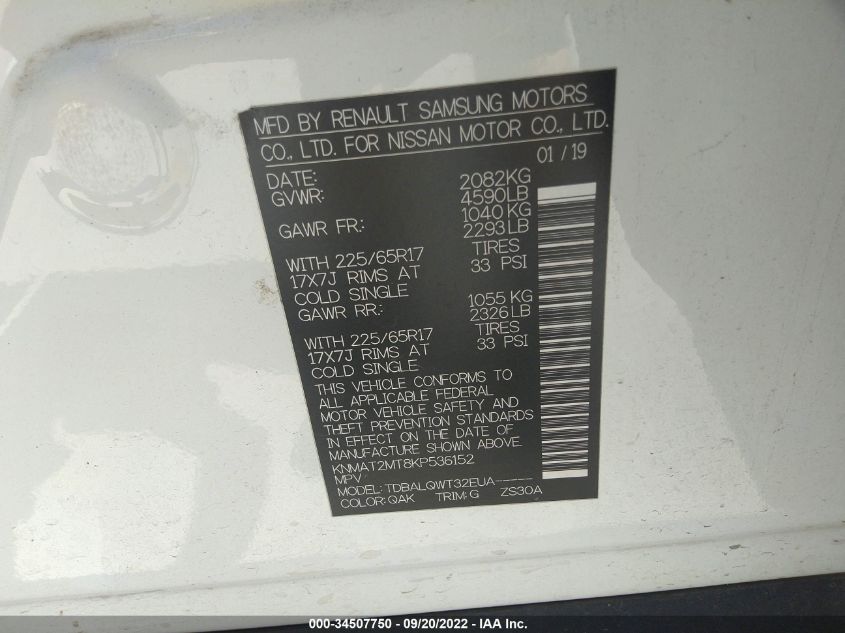 MFD BY RENAULT SAMSUNG MOTORS
CO., LTD. FOR NISSAN MOTOR CO., LTD.
01 / 19
DATE: 2082KG
GVWR: 4590LB
1040 KG
GAWR FR: 2293LB
WITH 225/65R17 TIRES
17X7J RIMS AT 33 PSI
COLD SINGLE
GAWR RR: 1055 KG
2326LB
WITH 225/65R17 TIRES
17X7J RIMS AT 33 PSI
COLD SINGLE
THIS VEHICLE CONFORMS TO
ALL APPLICABLE FEDERAL
MOTOR VEHICLE SAFETY AND
THEFT PREVENTION STANDARDS
IN EFFECT ON THE DATE OF
MANUFACTURE SHOWN ABOVE.
KNMAT2MT8KP536152
MPV
MODEL: TDBALQWT32EUA-----
COLOR: QAK TRIM: G ZS30A
000-34507750 - 09/20/2022 - IAA Inc.